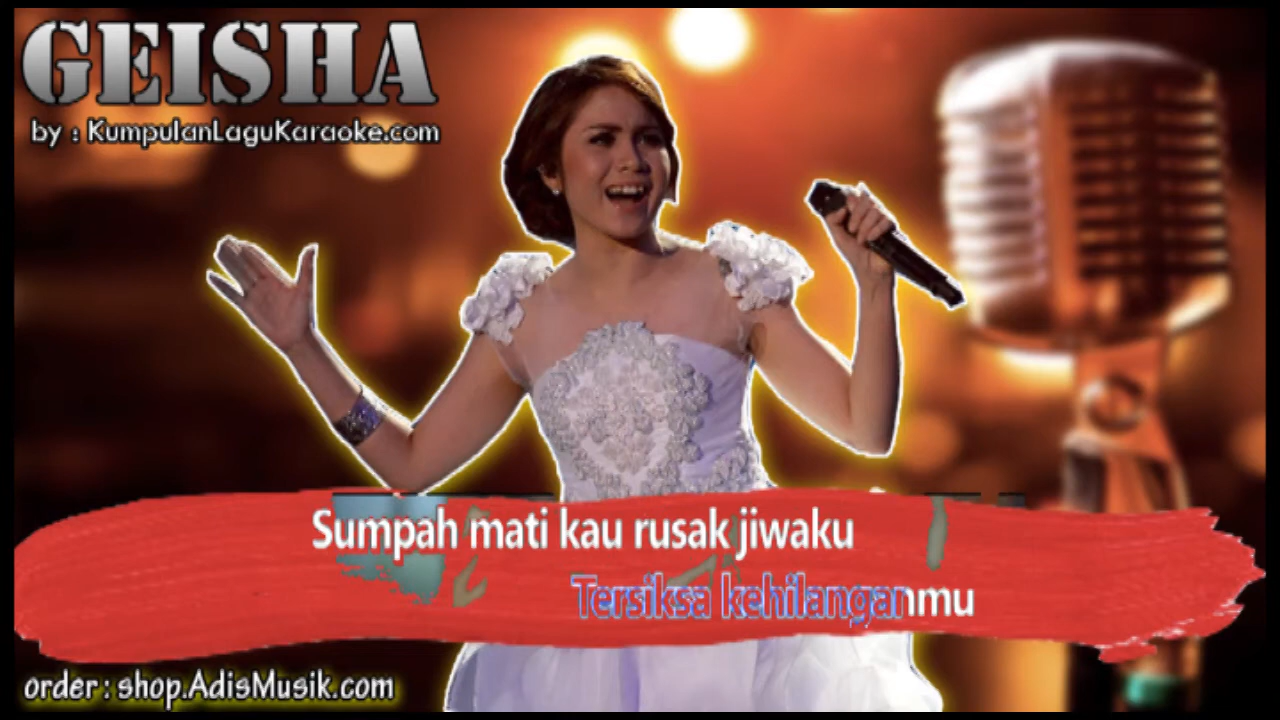 GEISHA
by : KumpulanLaguKaraoke.com
Sumpah mati kau rusak jiwaku
Tersiksa kehilanganmu
order : shop.AdisMusik.com